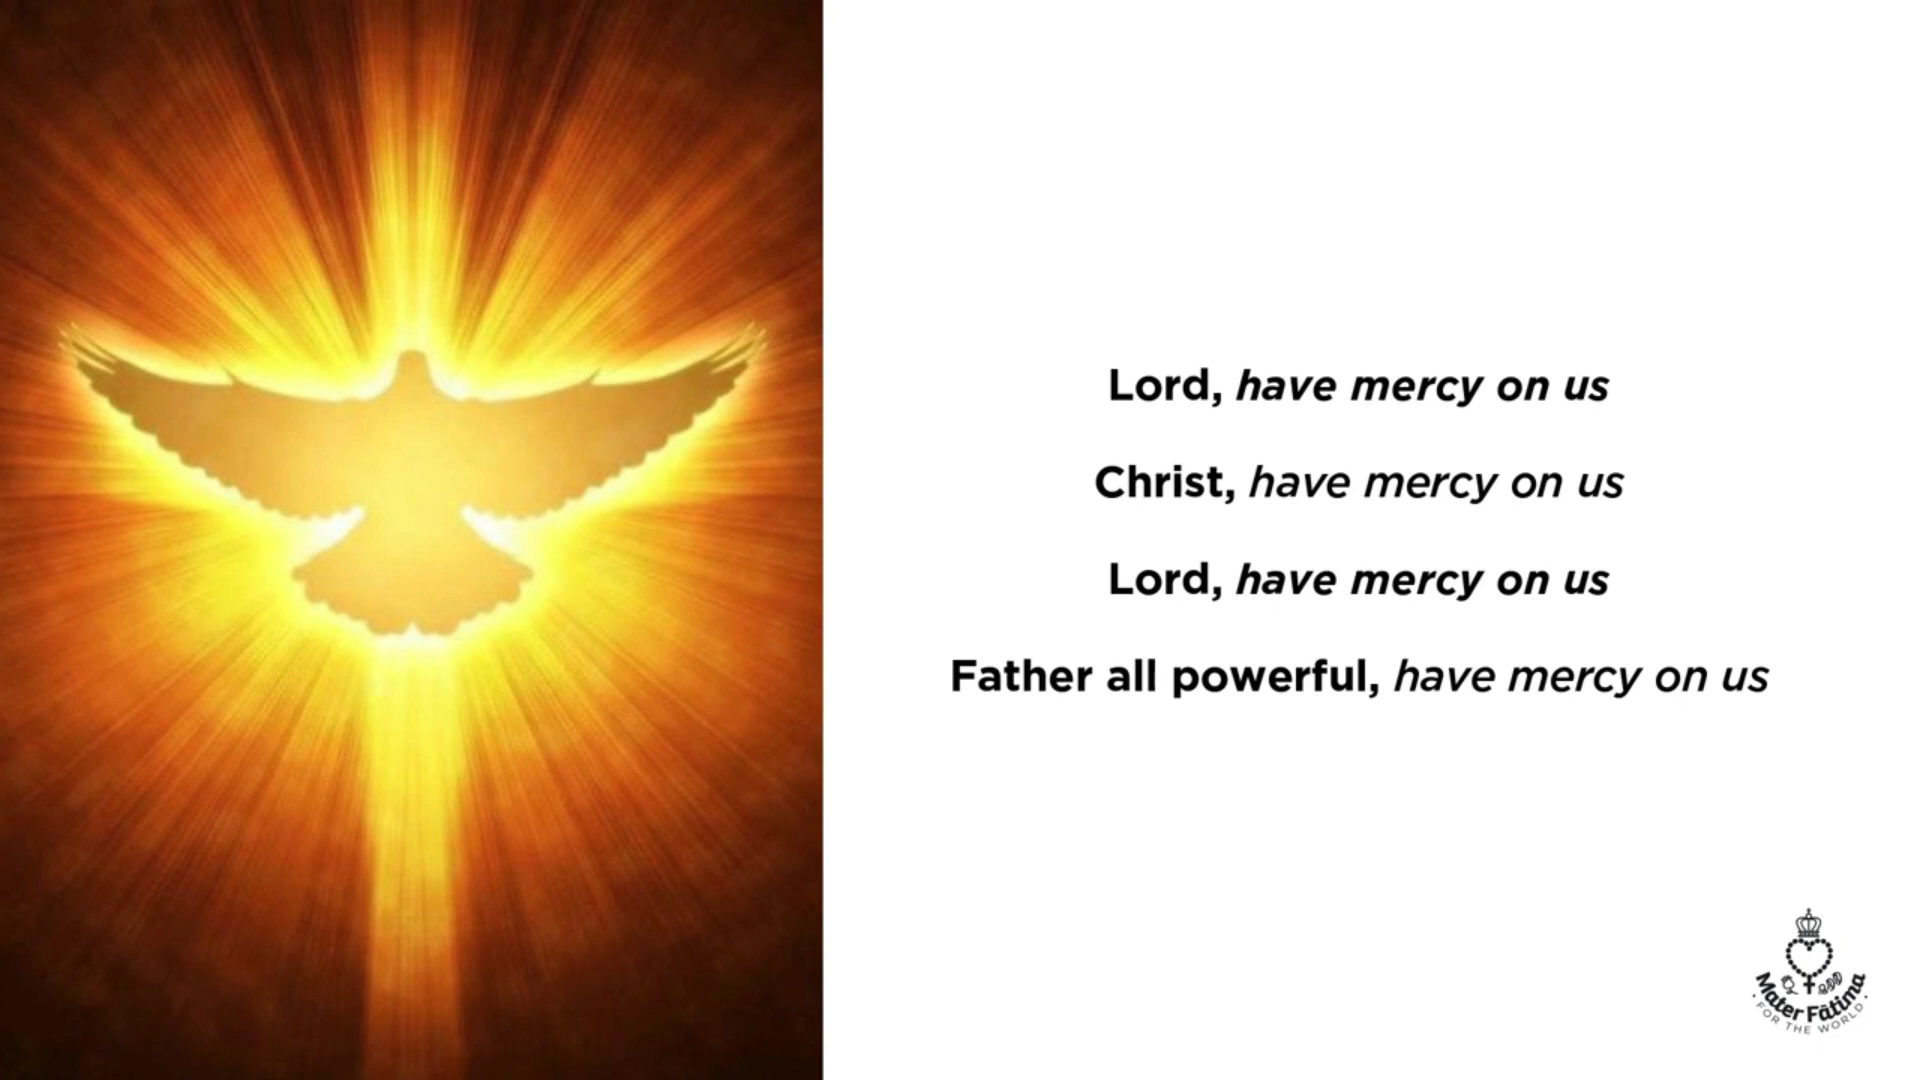 Lord, have mercy on us
Christ, have mercy on us
Lord, have mercy on us
Father all powerful, have mercy on us
Mater Fátima
· FOR THE WORLD ·